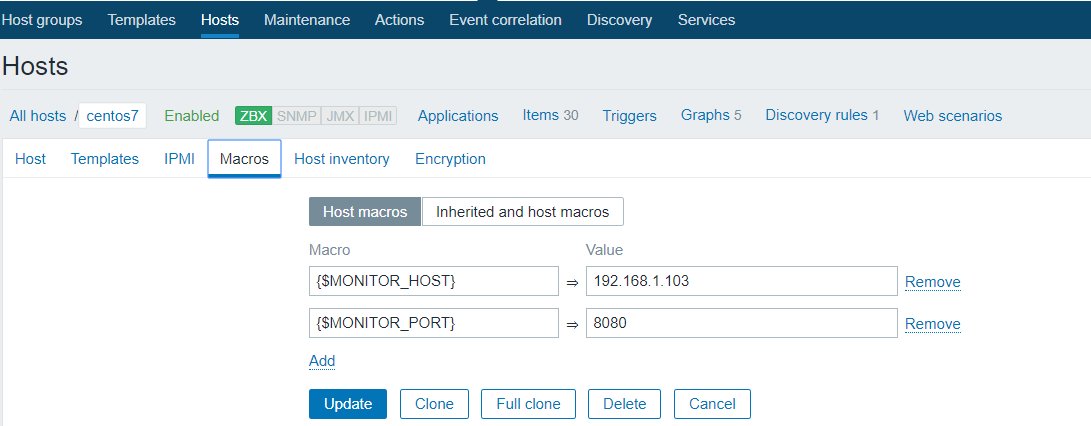 Host groups Templates Hosts Maintenance Actions Event correlation Discovery Services
Hosts
All hosts / centos7 Enabled ZBX SNMP JMX IPMI Applications Items 30 Triggers Graphs 5 Discovery rules 1 Web scenarios
Host Templates IPMI Macros Host inventory Encryption
Host macros Inherited and host macros
Macro Value
{$MONITOR_HOST} ⇒ 192.168.1.103 Remove
{$MONITOR_PORT} ⇒ 8080 Remove
Add
Update Clone Full clone Delete Cancel